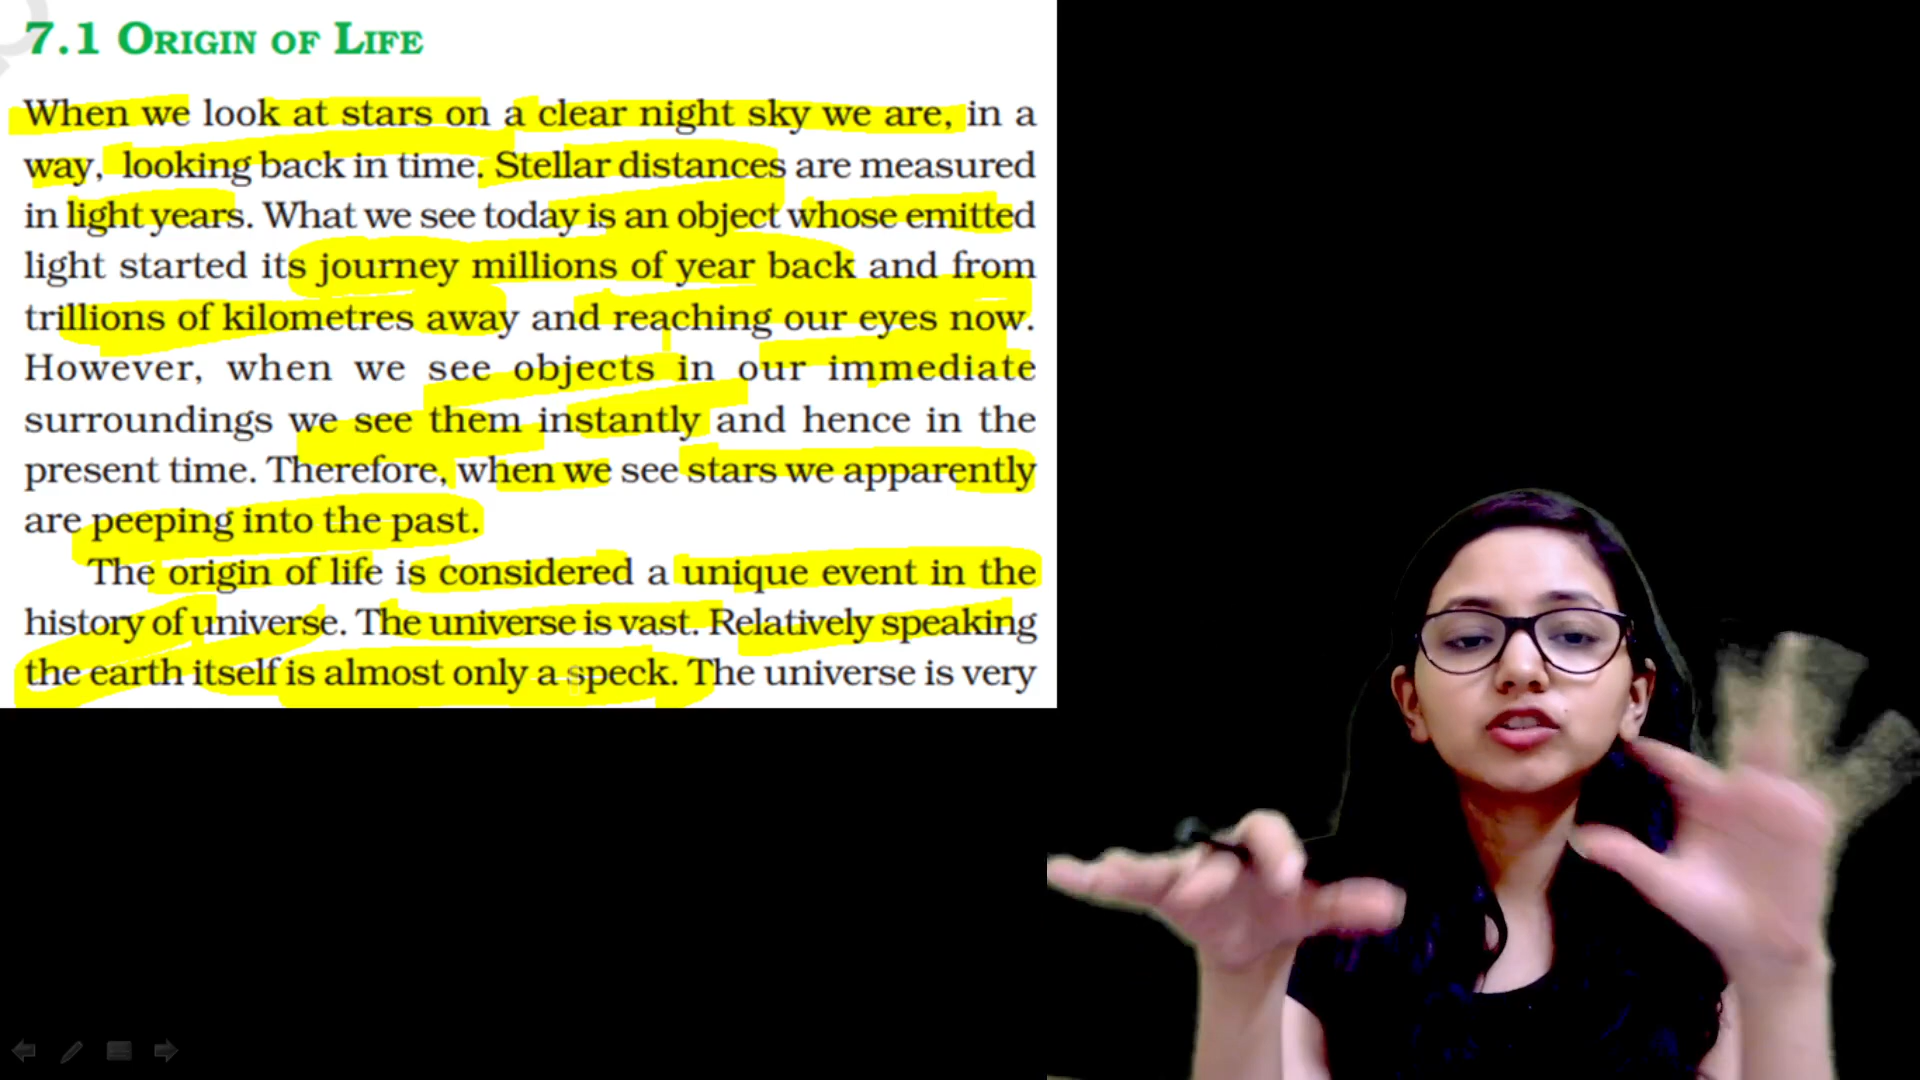 7.1 ORIGIN OF LIFE
When we look at stars on a clear night sky we are, in a
way, looking back in time. Stellar distances are measured
in light years. What we see today is an object whose emitted
light started its journey millions of year back and from
trillions of kilometres away and reaching our eyes now.
However, when we see objects in our immediate
surroundings we see them instantly and hence in the
present time. Therefore, when we see stars we apparently
are peeping into the past.
The origin of life is considered a unique event in the
history of universe. The universe is vast. Relatively speaking
the earth itself is almost only a speck. The universe is very